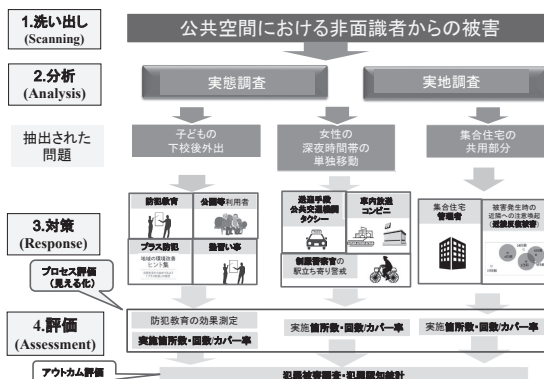 1.洗い出し
(Scanning)
公共空間における非面識者からの被害
2.分析
(Analysis)
実態調査
実地調査
抽出された
問題
子どもの
下校後外出
女性の
深夜時間帯の
単独移動
集合住宅の
共用部分
3.対策
(Response)
防犯教育
公園等利用者
プラス防犯
地域の環境改善
ヒント集
習い事
送迎手段
公共交通機関
タクシー
車内放送
コンビニ
制服警察官の
駅立ち寄り警戒
集合住宅
管理者
被害発生時の
近隣への注意喚起
(近接反復被害)
プロセス評価
(見える化)
4.評価
(Assessment)
防犯教育の効果測定
実施箇所数・回数/カバー率
実施箇所数・回数/カバー率
実施箇所数・回数/カバー率
アウトカム評価
犯罪被害調査・犯罪認知統計